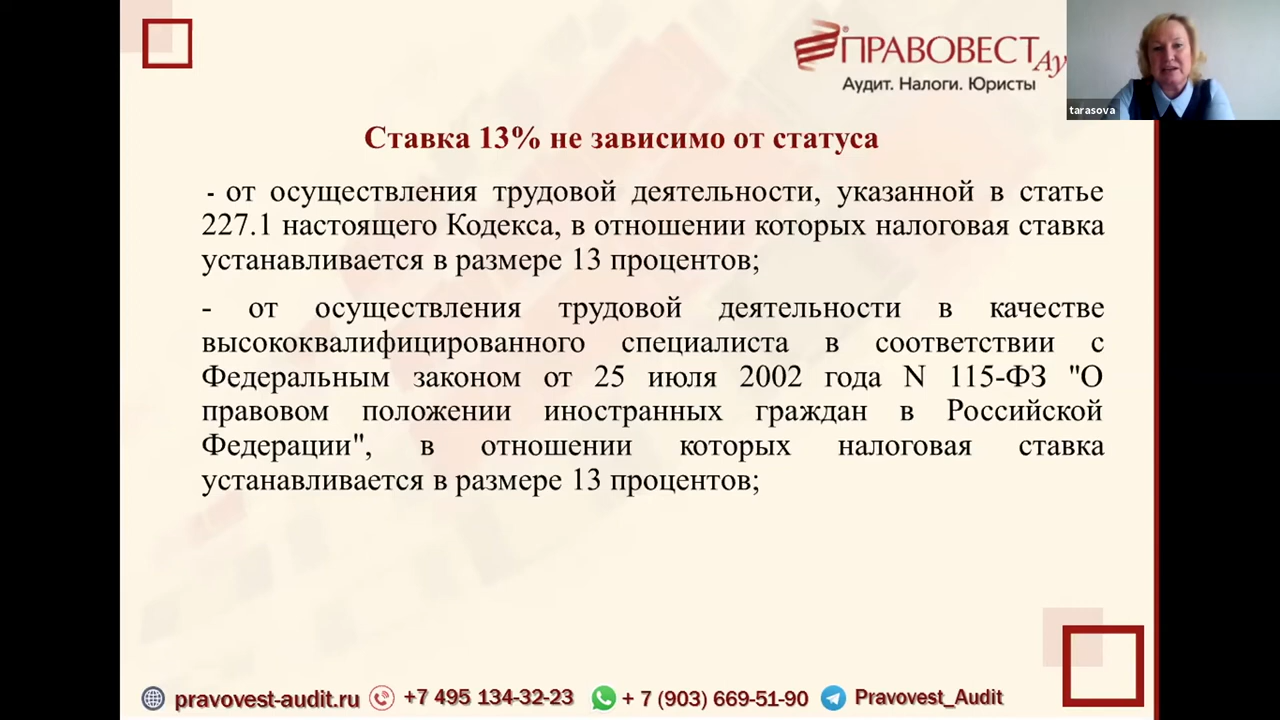 ПРАВОВЕСТ Ау
Аудит. Налоги. Юристы
tarasova
Ставка 13% не зависимо от статуса
- от осуществления трудовой деятельности, указанной в статье
227.1 настоящего Кодекса, в отношении которых налоговая ставка
устанавливается в размере 13 процентов;
- от осуществления трудовой деятельности в качестве
высококвалифицированного специалиста в соответствии с
Федеральным законом от 25 июля 2002 года N 115-ФЗ "О
правовом положении иностранных граждан в Российской
Федерации", в отношении которых налоговая ставка
устанавливается в размере 13 процентов;
pravovest-audit.ru +7 495 134-32-23 + 7 (903) 669-51-90 Pravovest_Audit